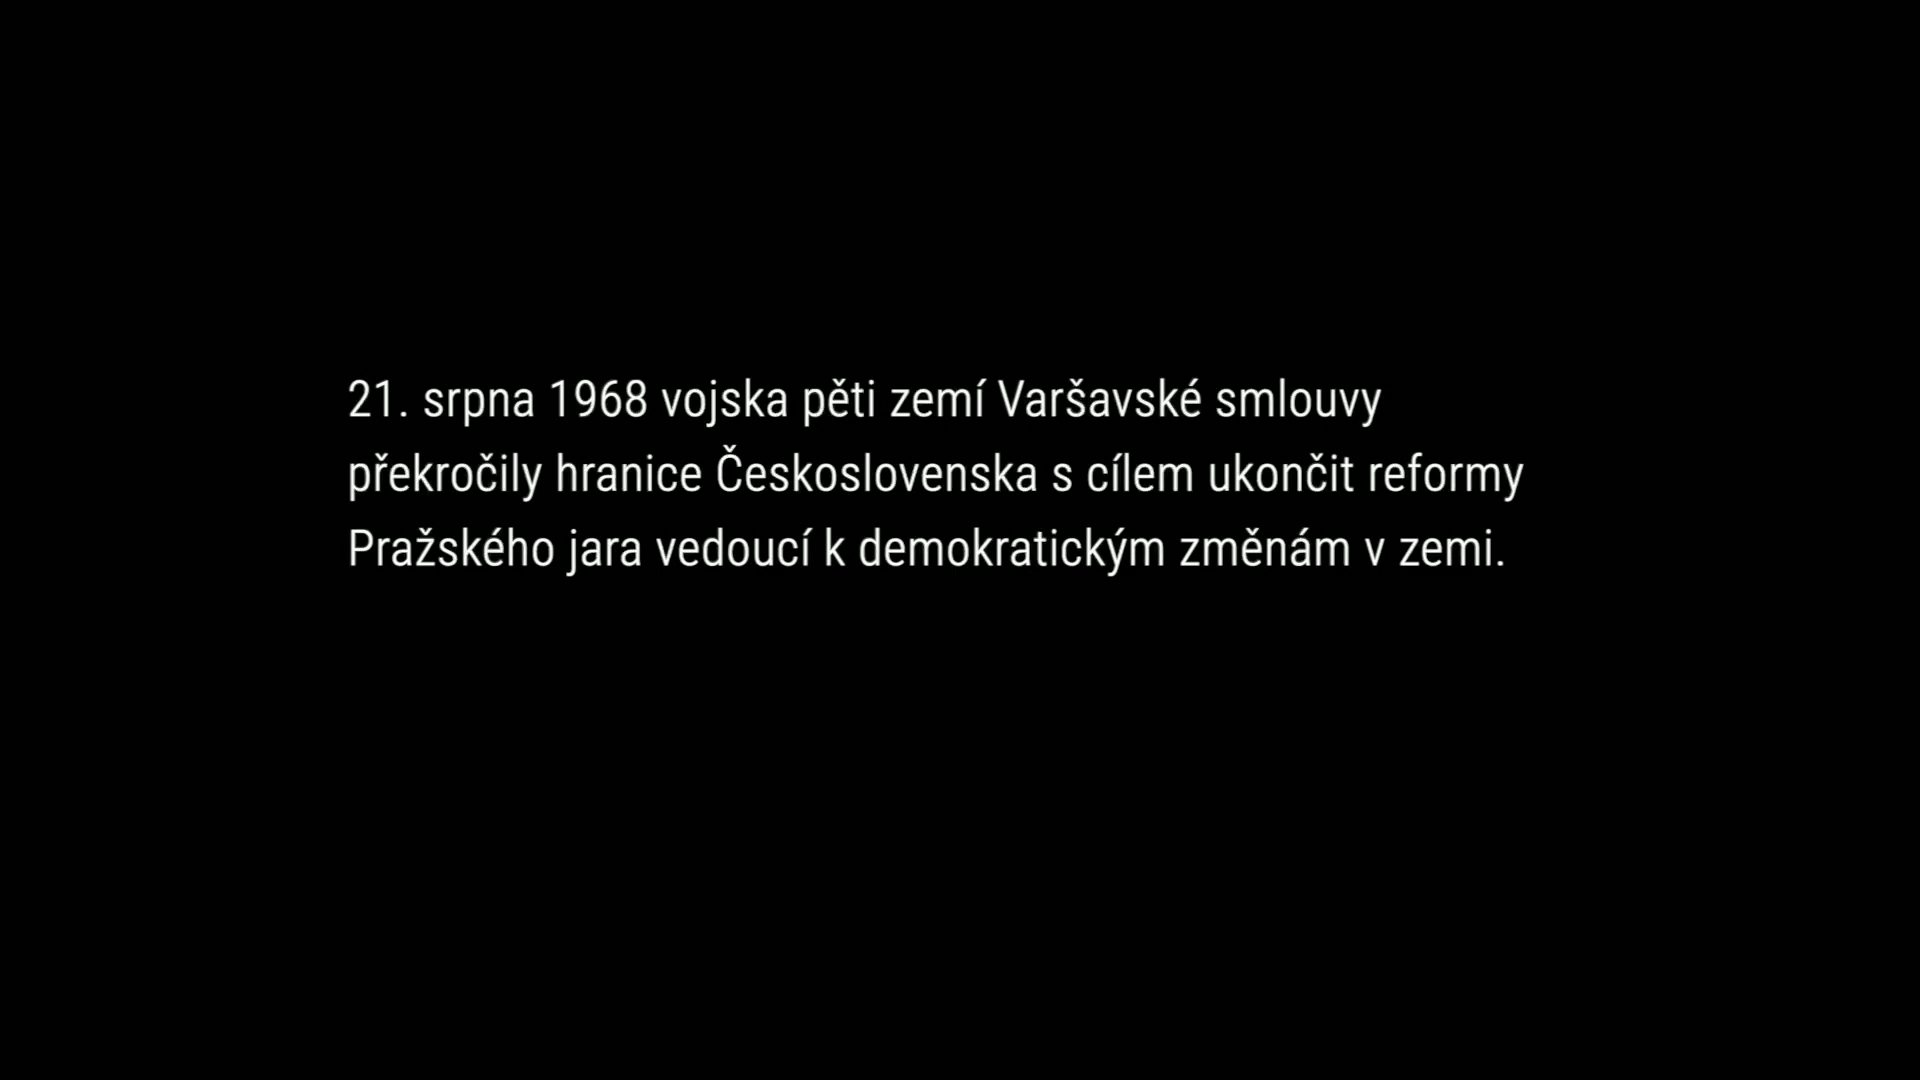 21. srpna 1968 vojska pěti zemí Varšavské smlouvy
překročily hranice Československa s cílem ukončit reformy
Pražského jara vedoucí k demokratickým změnám v zemi.